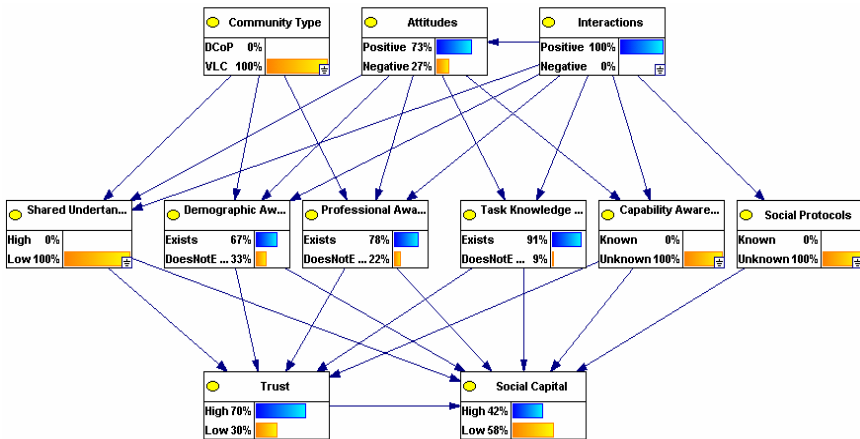 Community Type
DCoP 0%
VLC 100%
Attitudes
Positive 73%
Negative 27%
Interactions
Positive 100%
Negative 0%
Shared Undertan...
High 0%
Low 100%
Demographic Aw...
Exists 67%
DoesNotE ... 33%
Professional Awa...
Exists 78%
DoesNotE ... 22%
Task Knowledge ...
Exists 91%
DoesNotE ... 9%
Capability Aware...
Known 0%
Unknown 100%
Social Protocols
Known 0%
Unknown 100%
Trust
High 70%
Low 30%
Social Capital
High 42%
Low 58%